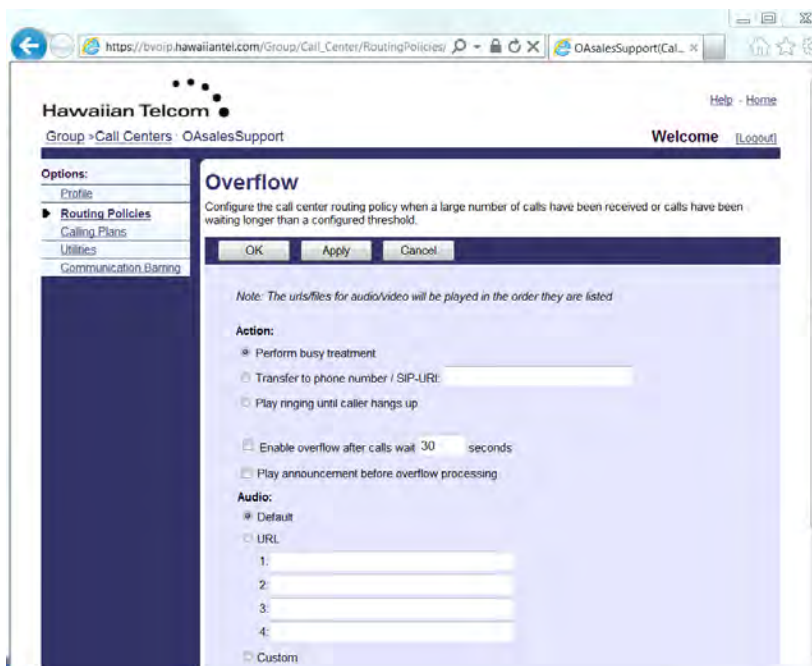 https://bvoip.hawaiiantel.com/Group/Call_Center/RoutingPolicies/
OAsalesSupport(Cal...
Hawaiian Telcom
Help - Home
Group >Call Centers : OAsalesSupport
Welcome [Logout]
Options:
Profile
Routing Policies
Calling Plans
Utilities
Communication Barring
Overflow
Configure the call center routing policy when a large number of calls have been received or calls have been
waiting longer than a configured threshold.
OK Apply Cancel
Note: The urls/files for audio/video will be played in the order they are listed
Action:
Perform busy treatment
Transfer to phone number / SIP-URI:
Play ringing until caller hangs up
Enable overflow after calls wait 30 seconds
Play announcement before overflow processing
Audio:
Default
URL
1:
2:
3:
4:
Custom